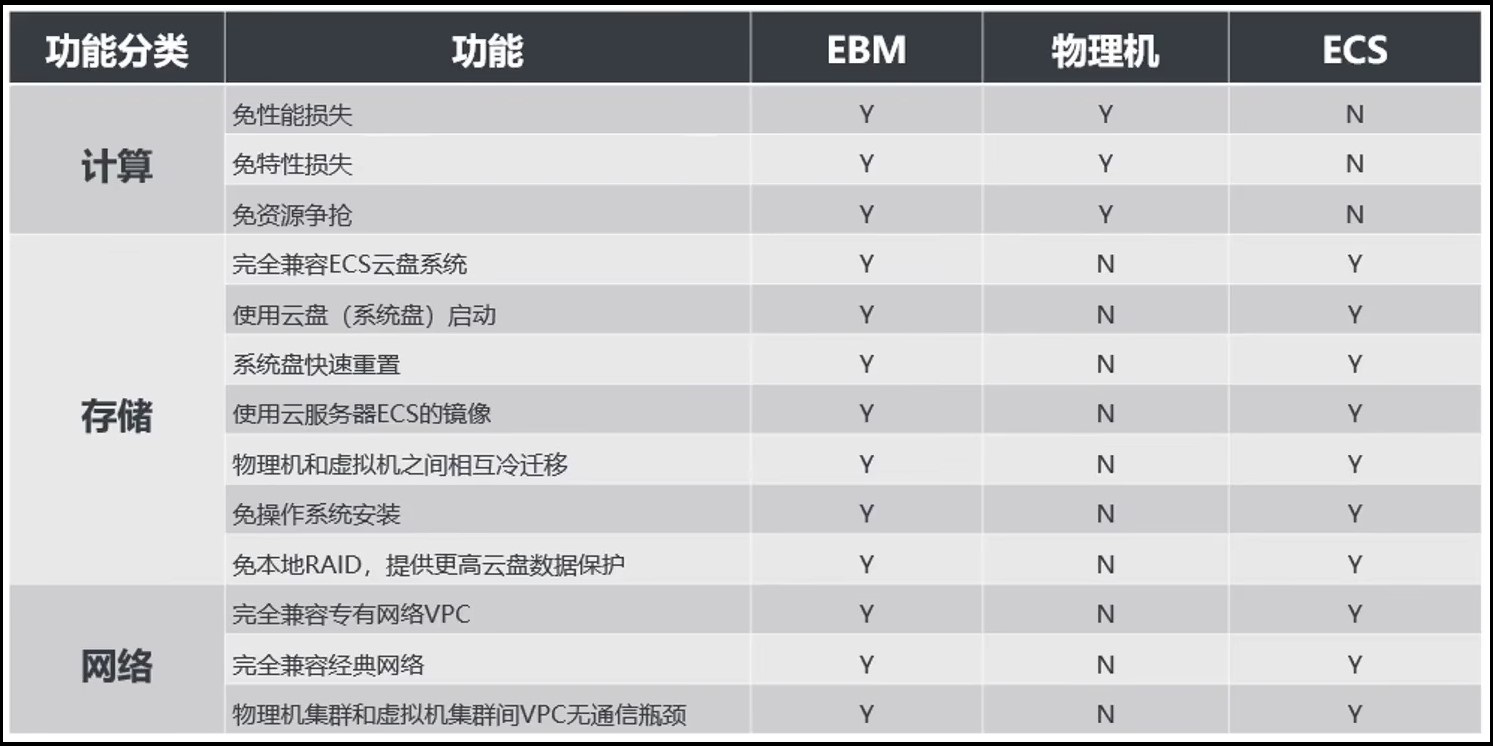 功能分类 功能 EBM 物理机 ECS
计算
免性能损失 Y Y N
免特性损失 Y Y N
免资源争抢 Y Y N
存储
完全兼容ECS云盘系统 Y N Y
使用云盘（系统盘）启动 Y N Y
系统盘快速重置 Y N Y
使用云服务器ECS的镜像 Y N Y
物理机和虚拟机之间相互冷迁移 Y N Y
免操作系统安装 Y N Y
免本地RAID，提供更高云盘数据保护 Y N Y
网络
完全兼容专有网络VPC Y N Y
完全兼容经典网络 Y N Y
物理机集群和虚拟机集群间VPC无通信瓶颈 Y N Y